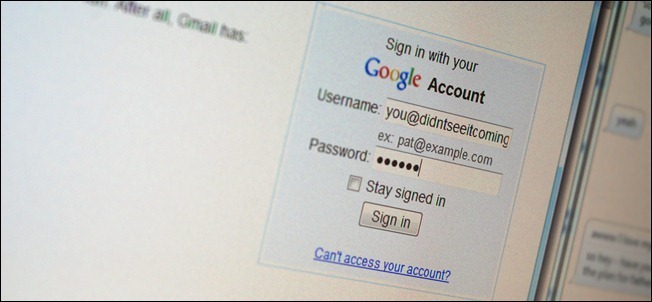 After all, Gmail has:
Sign in with your
Google Account
Username: you@didntseeitcoming
ex: pat@example.com
Password: ••••••
Stay signed in
Sign in
Can't access your account?
yeah